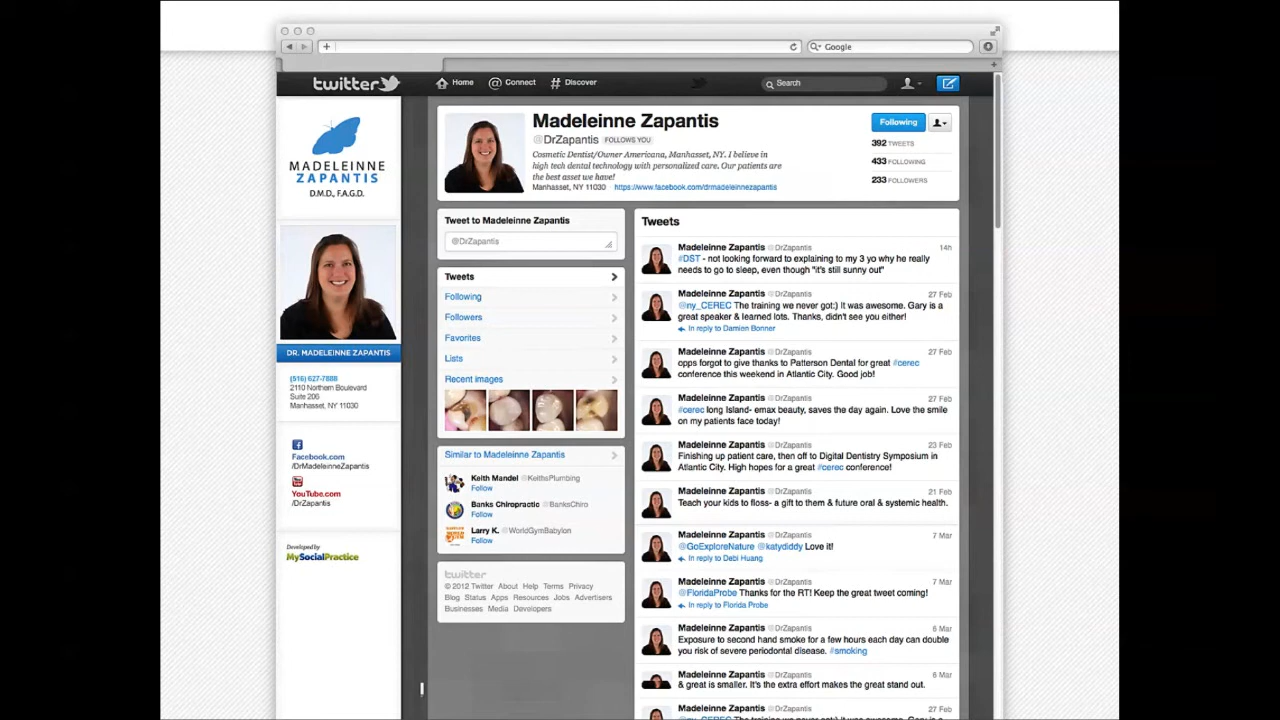 Google
twitter
Home
@ Connect
# Discover
Search
MADELEINNE
ZAPANTIS
D.M.D., F.A.G.D.
DR. MADELEINNE ZAPANTIS
(516) 627-7888
2110 Northern Boulevard
Suite 206
Manhasset, NY 11030
Facebook.com
/DrMadeleinneZapantis
YouTube.com
/DrZapantis
Developed by
MySocialPractice
Madeleinne Zapantis
@DrZapantis FOLLOWS YOU
Cosmetic Dentist/Owner Americana, Manhasset, NY. I believe in
high tech dental technology with personalized care. Our patients are
the best asset we have!
Manhasset, NY 11030 https://www.facebook.com/drmadeleinnezapantis
Following
392 TWEETS
433 FOLLOWING
233 FOLLOWERS
Tweet to Madeleinne Zapantis
@DrZapantis
Tweets
Following
Followers
Favorites
Lists
Recent images
Similar to Madeleinne Zapantis
Keith Mandel @KeithsPlumbing
Follow
Banks Chiropractic @BanksChiro
Follow
Larry K. @WorldGymBabylon
Follow
twitter
© 2012 Twitter About Help Terms Privacy
Blog Status Apps Resources Jobs Advertisers
Businesses Media Developers
Tweets
Madeleinne Zapantis @DrZapantis 14h
#DST - not looking forward to explaining to my 3 yo why he really
needs to go to sleep, even though "it's still sunny out"
Madeleinne Zapantis @DrZapantis 27 Feb
@ny_CEREC The training we never got:) It was awesome. Gary is a
great speaker & learned lots. Thanks, didn't see you either!
In reply to Damien Bonner
Madeleinne Zapantis @DrZapantis 27 Feb
opps forgot to give thanks to Patterson Dental for great #cerec
conference this weekend in Atlantic City. Good job!
Madeleinne Zapantis @DrZapantis 27 Feb
#cerec long Island- emax beauty, saves the day again. Love the smile
on my patients face today!
Madeleinne Zapantis @DrZapantis 23 Feb
Finishing up patient care, then off to Digital Dentistry Symposium in
Atlantic City. High hopes for a great #cerec conference!
Madeleinne Zapantis @DrZapantis 21 Feb
Teach your kids to floss- a gift to them & future oral & systemic health.
Madeleinne Zapantis @DrZapantis 7 Mar
@GoExploreNature @katydiddy Love it!
In reply to Debi Huang
Madeleinne Zapantis @DrZapantis 7 Mar
@FloridaProbe Thanks for the RT! Keep the great tweet coming!
In reply to Florida Probe
Madeleinne Zapantis @DrZapantis 6 Mar
Exposure to second hand smoke for a few hours each day can double
you risk of severe periodontal disease. #smoking
Madeleinne Zapantis @DrZapantis 6 Mar
& great is smaller. It's the extra effort makes the great stand out.
Madeleinne Zapantis @DrZapantis 27 Feb